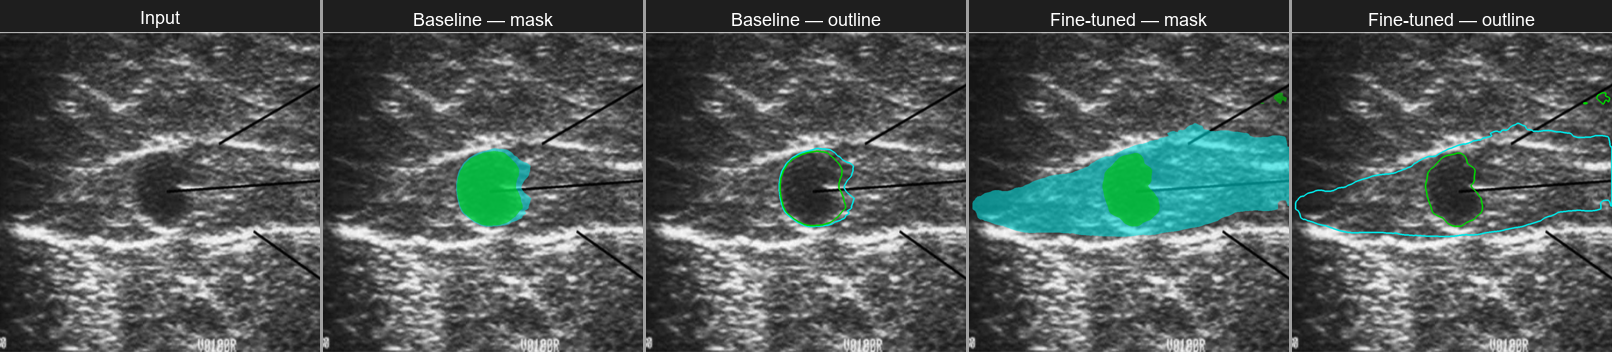 Input
Baseline — mask
Baseline — outline
Fine-tuned — mask
Fine-tuned — outline